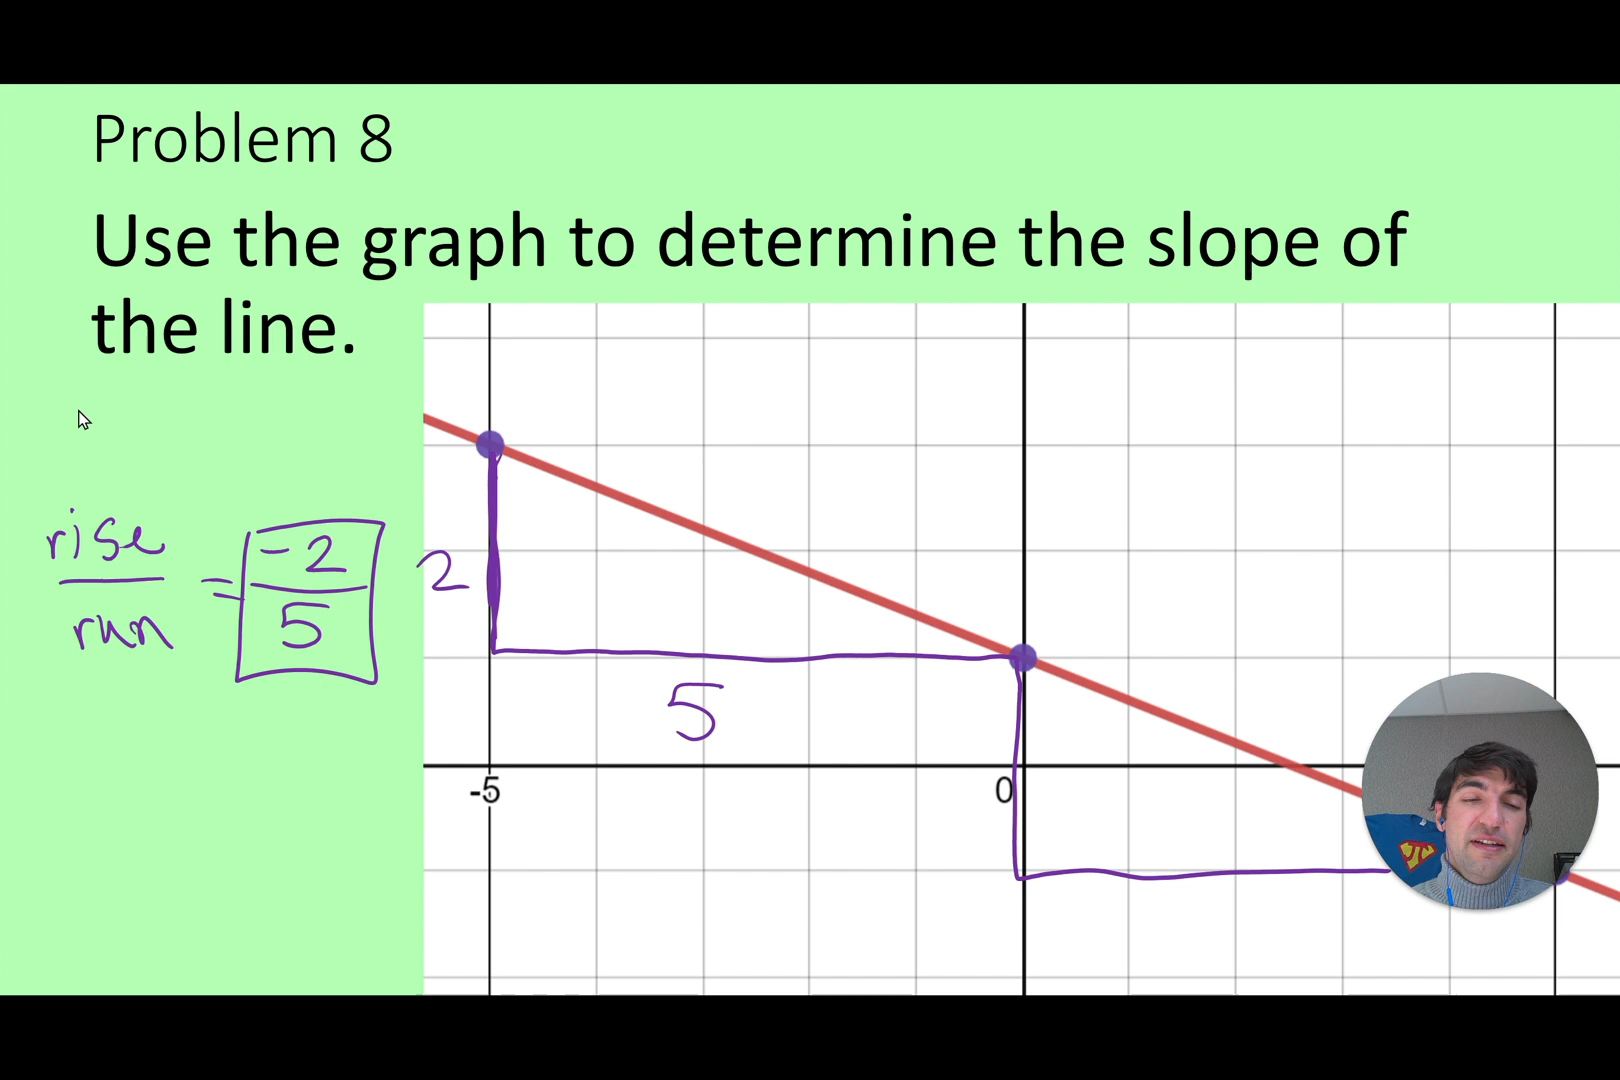 Problem 8
Use the graph to determine the slope of
the line.
rise
run
= -2
5
2
5
-5
0